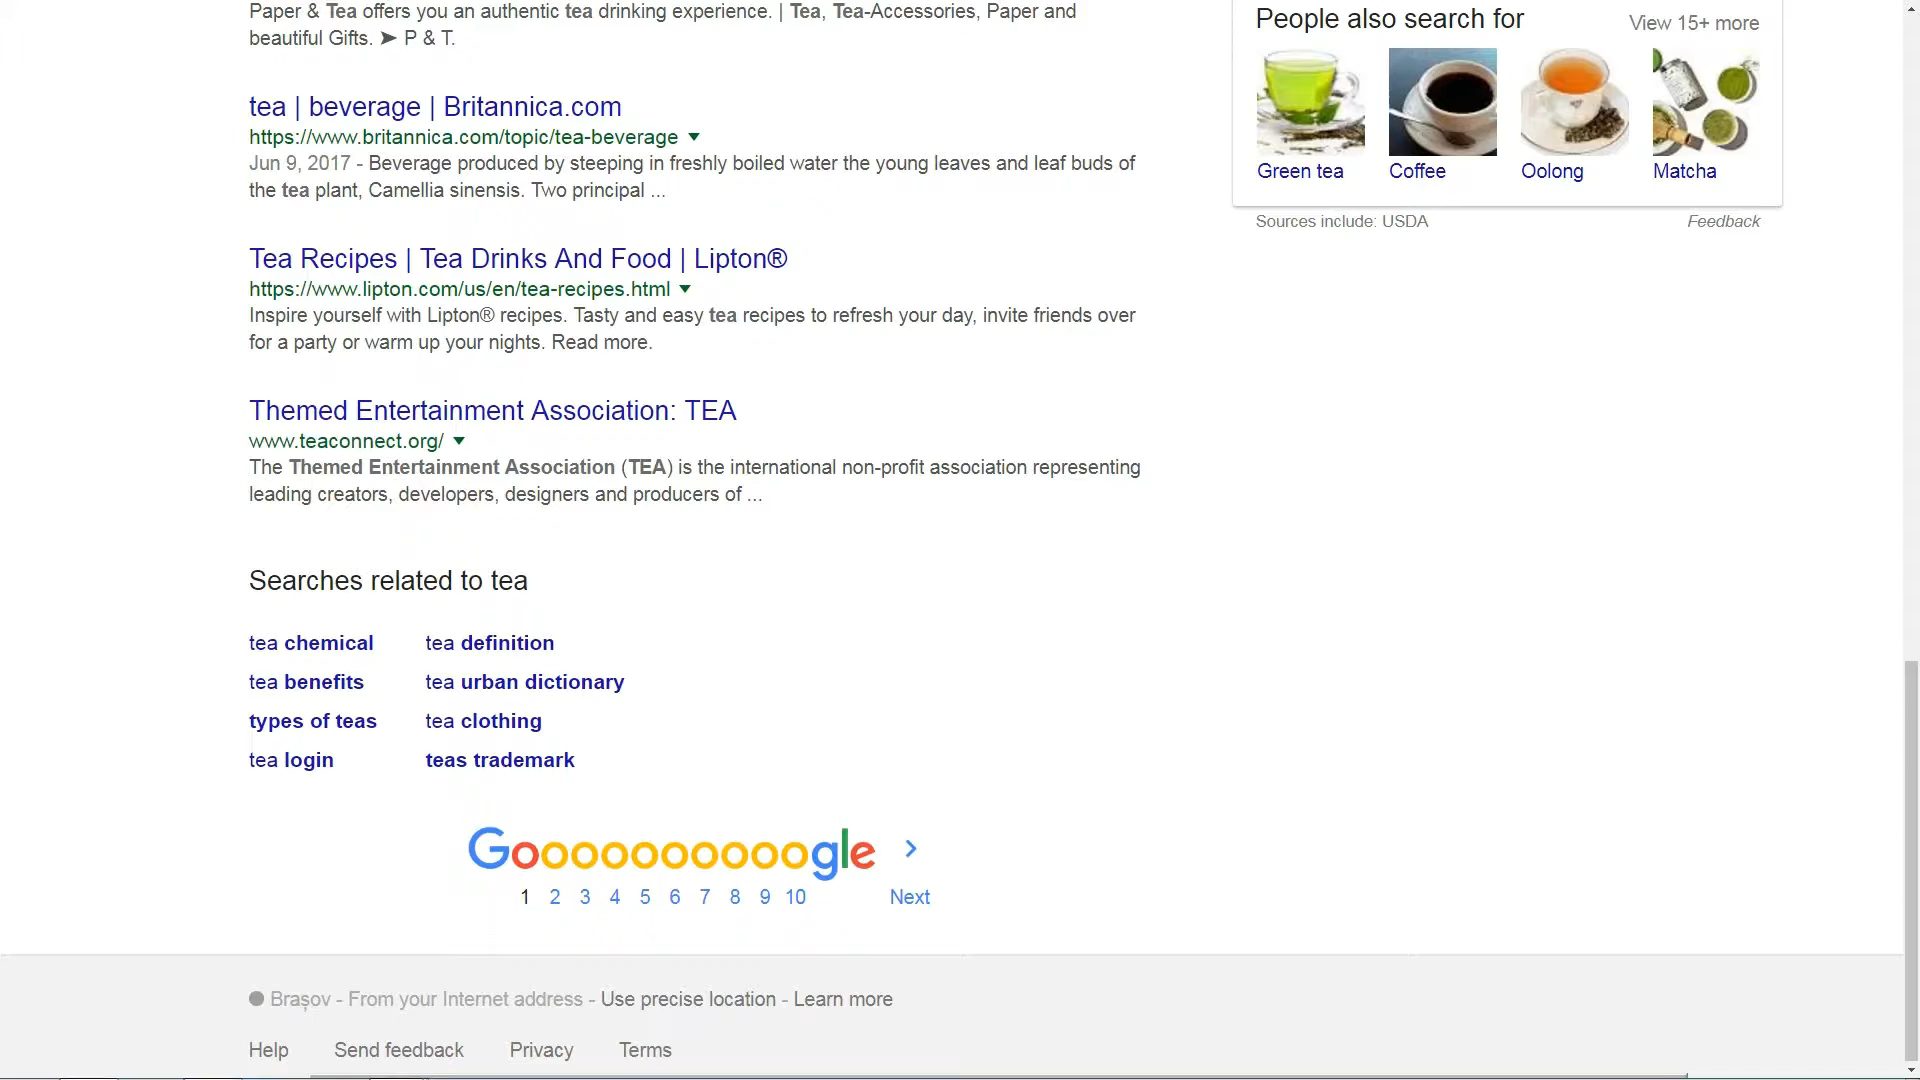 Paper & Tea offers you an authentic tea drinking experience. | Tea, Tea-Accessories, Paper and
beautiful Gifts. ➤ P & T.
tea | beverage | Britannica.com
https://www.britannica.com/topic/tea-beverage ▼
Jun 9, 2017 - Beverage produced by steeping in freshly boiled water the young leaves and leaf buds of
the tea plant, Camellia sinensis. Two principal ...
Tea Recipes | Tea Drinks And Food | Lipton®
https://www.lipton.com/us/en/tea-recipes.html ▼
Inspire yourself with Lipton® recipes. Tasty and easy tea recipes to refresh your day, invite friends over
for a party or warm up your nights. Read more.
Themed Entertainment Association: TEA
www.teaconnect.org/ ▼
The Themed Entertainment Association (TEA) is the international non-profit association representing
leading creators, developers, designers and producers of ...
Searches related to tea
tea chemical
tea definition
tea benefits
tea urban dictionary
types of teas
tea clothing
tea login
teas trademark
Goooooooooogle >
1 2 3 4 5 6 7 8 9 10 Next
Brașov - From your Internet address - Use precise location - Learn more
Help Send feedback Privacy Terms
People also search for
View 15+ more
Green tea Coffee Oolong Matcha
Sources include: USDA
Feedback